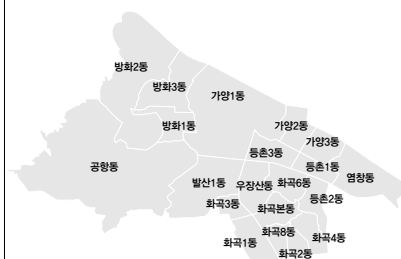 방화2동
방화3동
가양1동
방화1동
가양2동
가양3동
등촌3동
공항동
등촌1동
염창동
발산1동
우장산동
화곡6동
등촌2동
화곡3동
화곡본동
화곡8동
화곡4동
화곡1동
화곡2동